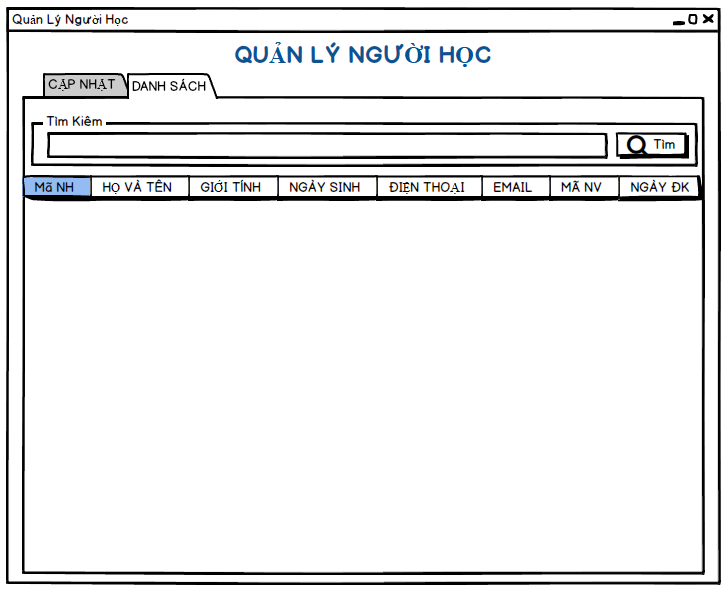 Quản Lý Người Học
QUẢN LÝ NGƯỜI HỌC
CẬP NHẬT DANH SÁCH
Tìm Kiếm
Tìm
Mã NH HỌ VÀ TÊN GIỚI TÍNH NGÀY SINH ĐIỆN THOẠI EMAIL MÃ NV NGÀY ĐK